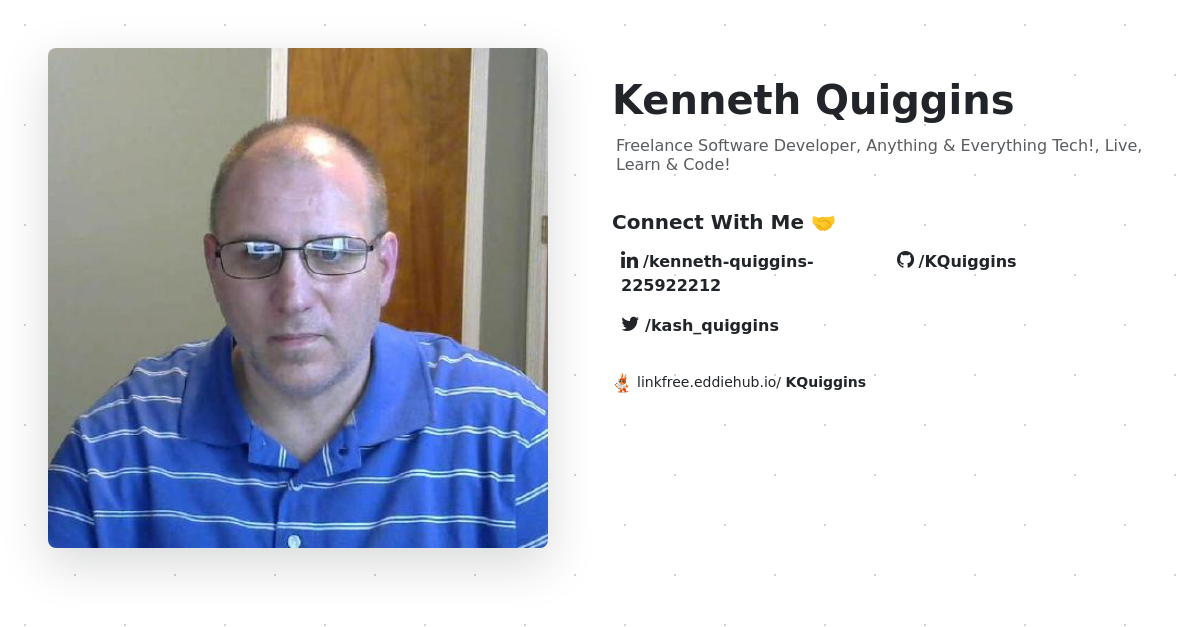 Kenneth Quiggins
Freelance Software Developer, Anything & Everything Tech!, Live,
Learn & Code!
Connect With Me 🤝
/kenneth-quiggins-
225922212
/KQuiggins
/kash_quiggins
linkfree.eddiehub.io/ KQuiggins